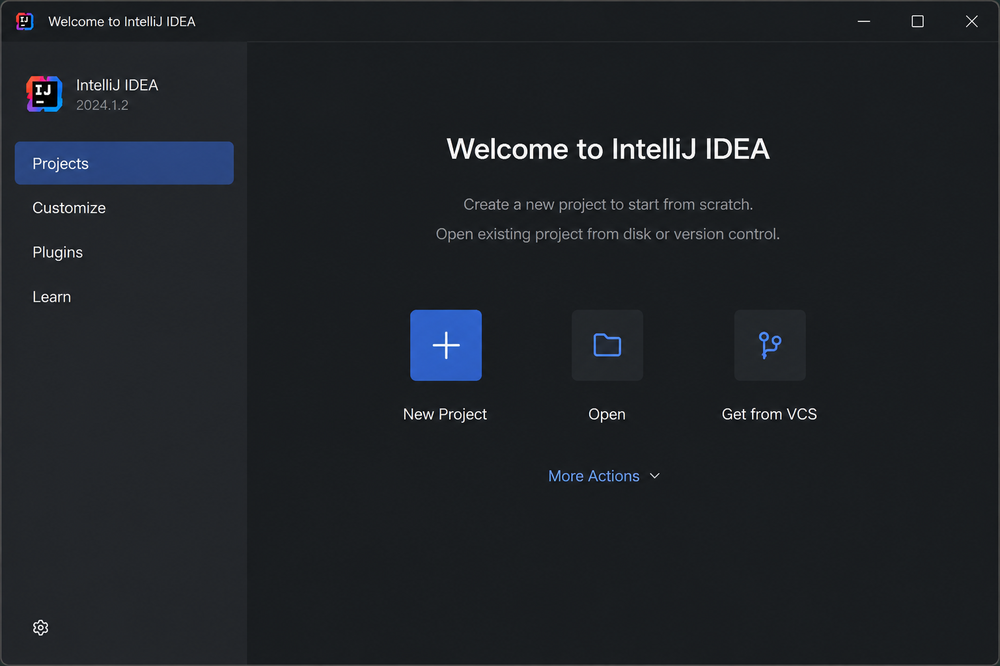 IJ
Welcome to IntelliJ IDEA
IJ
IntelliJ IDEA
2024.1.2
Projects
Customize
Plugins
Learn
Welcome to IntelliJ IDEA
Create a new project to start from scratch.
Open existing project from disk or version control.
New Project
Open
Get from VCS
More Actions